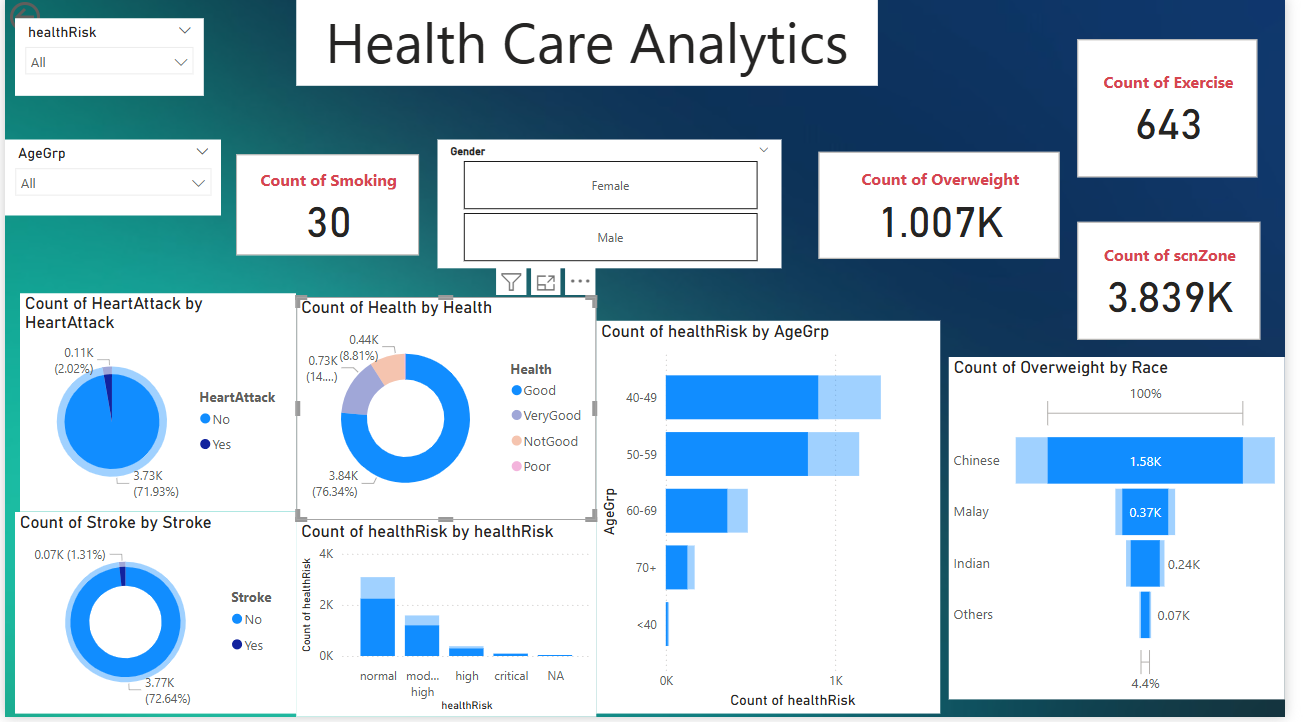 healthRisk
All
Health Care Analytics
Count of Exercise
643
AgeGrp
All
Count of Smoking
30
Gender
Female
Male
Count of Overweight
1.007K
Count of scnZone
3.839K
Count of HeartAttack by
HeartAttack
0.11K
(2.02%)
3.73K
(71.93%)
HeartAttack
No
Yes
Count of Health by Health
0.44K
(8.81%)
0.73K
(14....)
3.84K
(76.34%)
Health
Good
VeryGood
NotGood
Poor
Count of healthRisk by AgeGrp
AgeGrp
40-49
50-59
60-69
70+
<40
0K
1K
Count of healthRisk
Count of Overweight by Race
100%
Chinese
1.58K
Malay
0.37K
Indian
0.24K
Others
0.07K
4.4%
Count of Stroke by Stroke
0.07K (1.31%)
3.77K
(72.64%)
Stroke
No
Yes
Count of healthRisk by healthRisk
Count of healthRisk
4K
2K
0K
normal
mod...
high
high
critical
NA
healthRisk